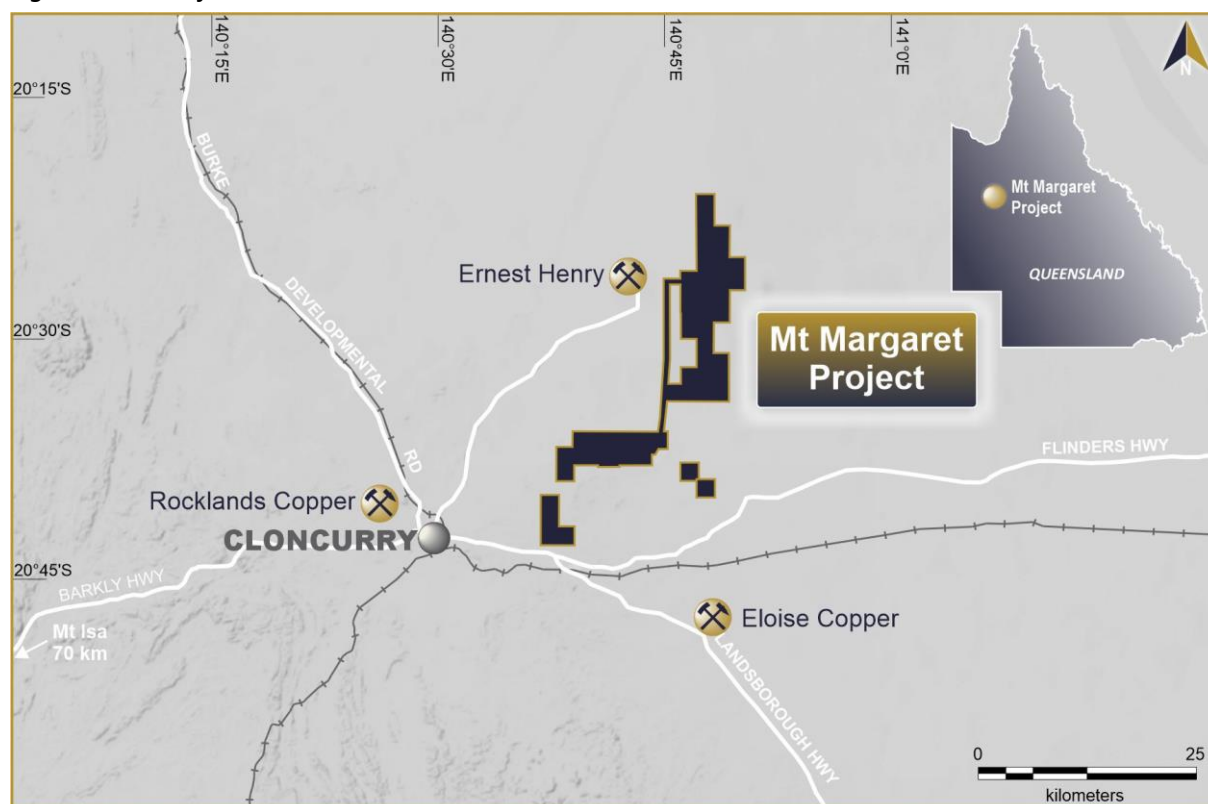 140°15'E
140°30'E
140°45'E
141°0'E
N
20°15'S
BURKE
DEVELOPMENTAL
RD
Mt Margaret
Project
QUEENSLAND
Ernest Henry
20°30'S
Mt Margaret
Project
FLINDERS HWY
Rocklands Copper
CLONCURRY
20°45'S
BARKLY HWY
Mt Isa
70 km
Eloise Copper
LANDSBOROUGH HWY
0 25
kilometers